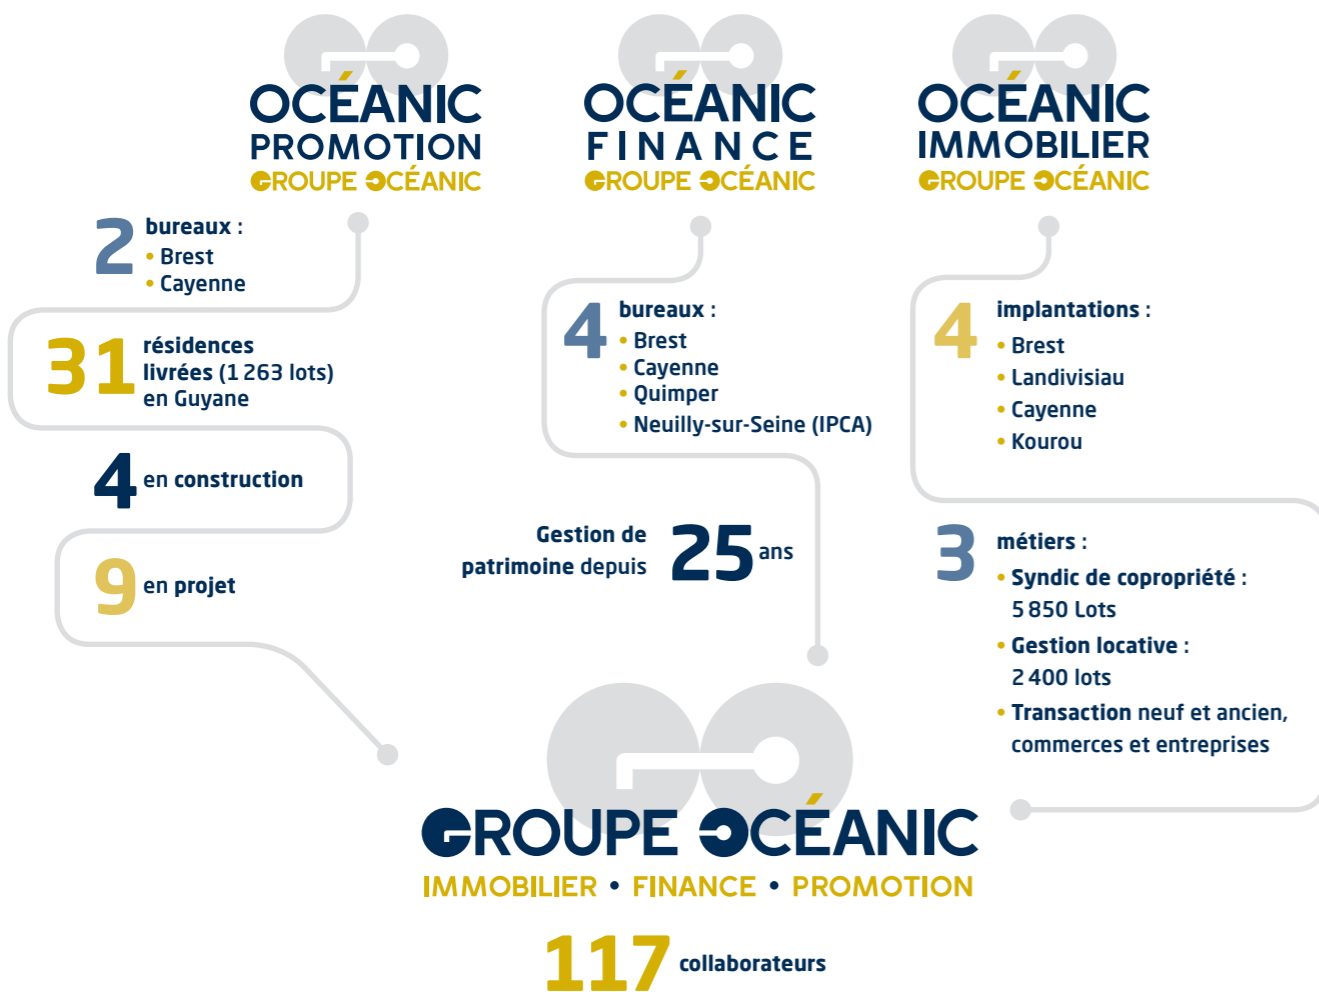 OCÉANIC
PROMOTION
GROUPE OCÉANIC
2 bureaux :
• Brest
• Cayenne
31 résidences
livrées (1 263 lots)
en Guyane
4 en construction
9 en projet
OCÉANIC
FINANCE
GROUPE OCÉANIC
4 bureaux :
• Brest
• Cayenne
• Quimper
• Neuilly-sur-Seine (IPCA)
Gestion de
patrimoine depuis 25 ans
OCÉANIC
IMMOBILIER
GROUPE OCÉANIC
4 implantations :
• Brest
• Landivisiau
• Cayenne
• Kourou
3 métiers :
• Syndic de copropriété :
5 850 Lots
• Gestion locative :
2 400 lots
• Transaction neuf et ancien,
commerces et entreprises
GROUPE OCÉANIC
IMMOBILIER • FINANCE • PROMOTION
117 collaborateurs